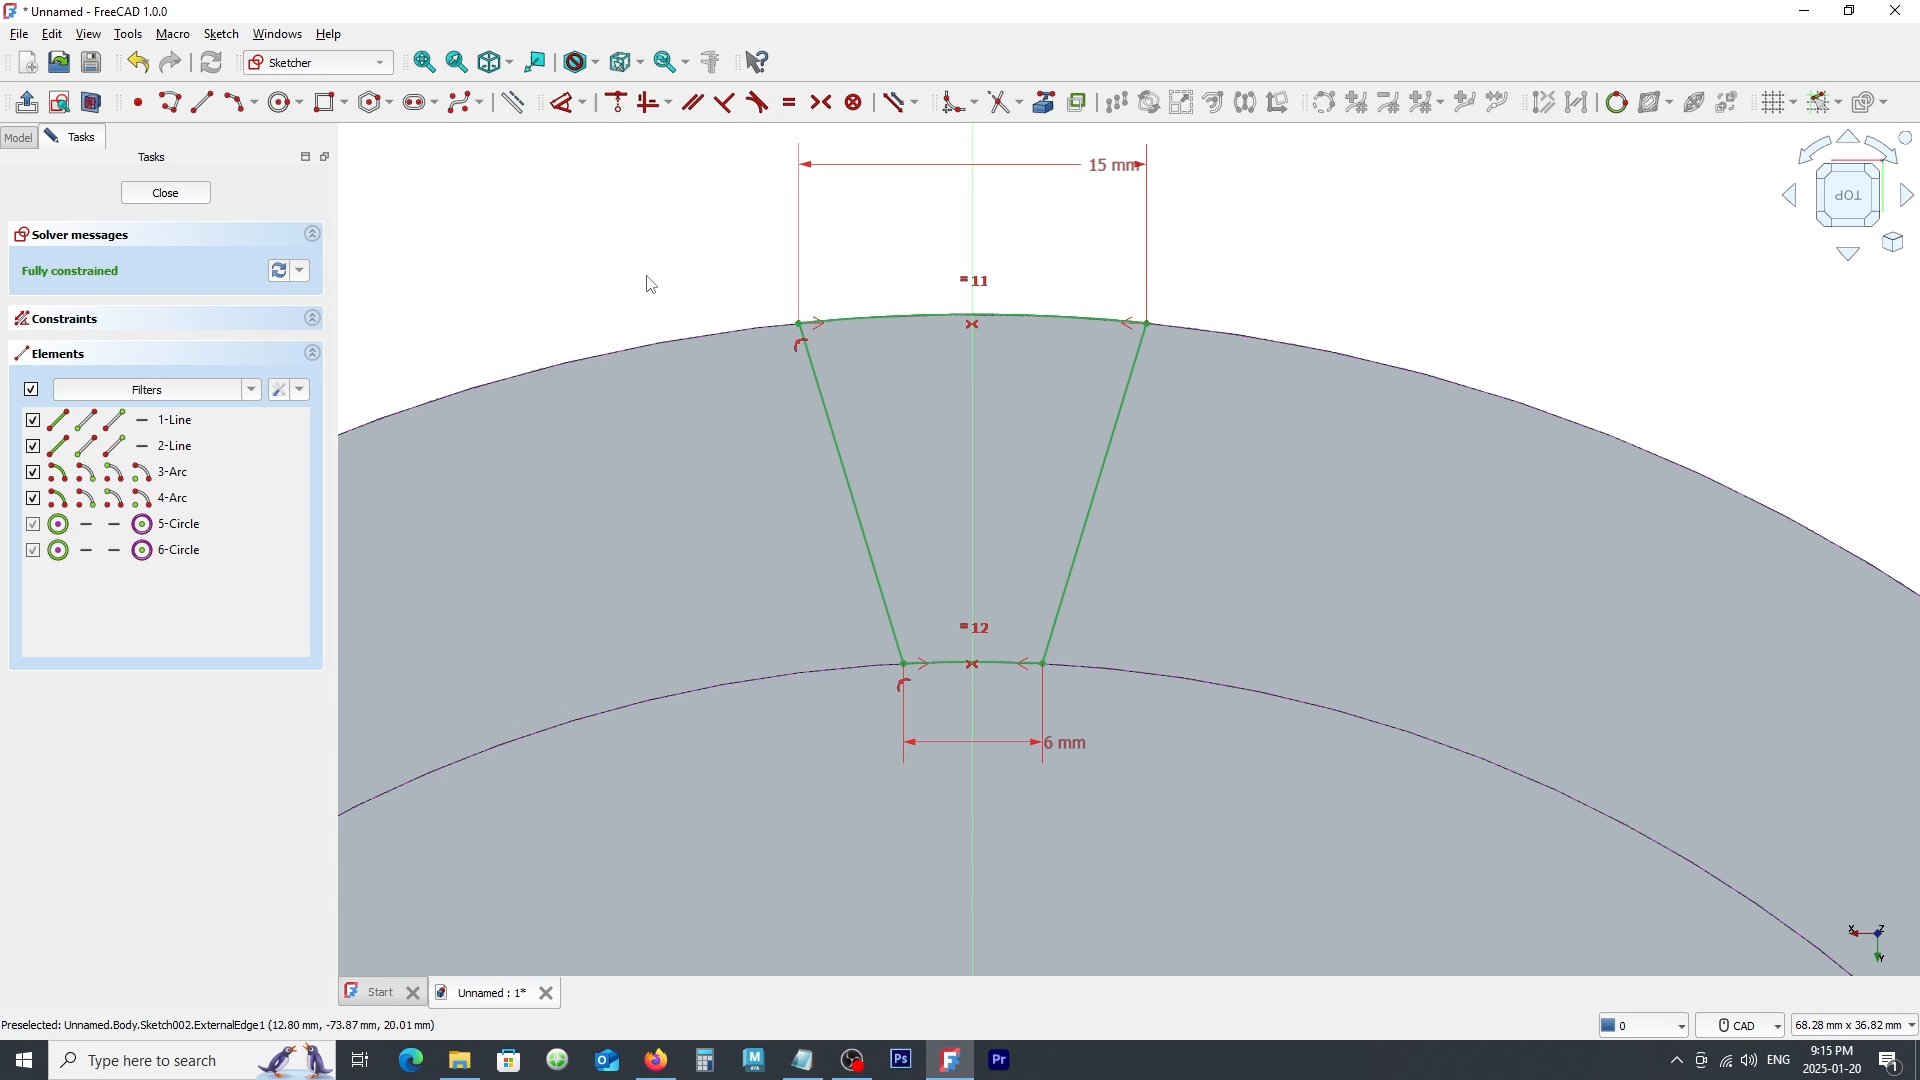 * Unnamed - FreeCAD 1.0.0
File Edit View Tools Macro Sketch Windows Help
Sketcher
Model Tasks
Tasks
Close
Solver messages
Fully constrained
Constraints
Elements
Filters
1-Line
2-Line
3-Arc
4-Arc
5-Circle
6-Circle
15 mm
= 11
= 12
6 mm
TOP
X Z
Y
Start Unnamed : 1*
Preselected: Unnamed.Body.Sketch002.ExternalEdge1 (12.80 mm, -73.87 mm, 20.01 mm)
0 CAD 68.28 mm x 36.82 mm
Type here to search
M
Ps
Pr
ENG
9:15 PM
2025-01-20
1